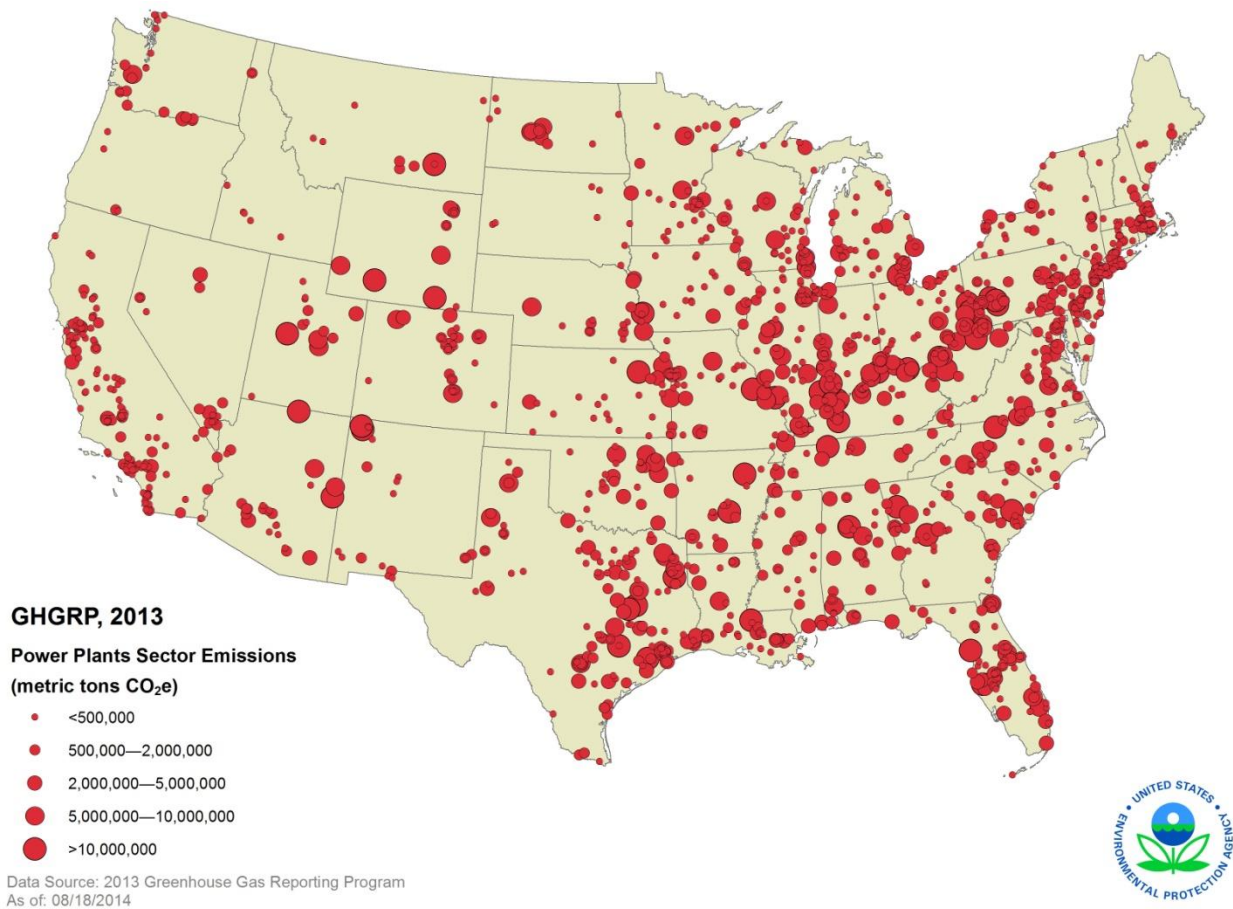 GHGRP, 2013
Power Plants Sector Emissions
(metric tons CO₂e)
<500,000
500,000—2,000,000
2,000,000—5,000,000
5,000,000—10,000,000
>10,000,000
Data Source: 2013 Greenhouse Gas Reporting Program
As of: 08/18/2014
UNITED STATES
ENVIRONMENTAL PROTECTION AGENCY